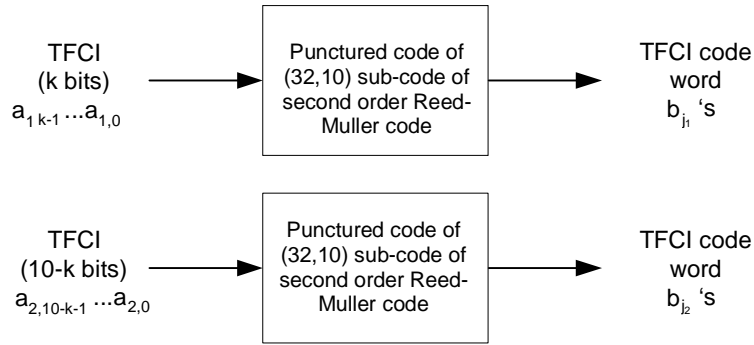 TFCI
(k bits)
a1 k-1 ...a1,0
Punctured code of
(32,10) sub-code of
second order Reed-
Muller code
TFCI code
word
bj1 ‘s
TFCI
(10-k bits)
a2,10-k-1 ...a2,0
Punctured code of
(32,10) sub-code of
second order Reed-
Muller code
TFCI code
word
bj2 ‘s